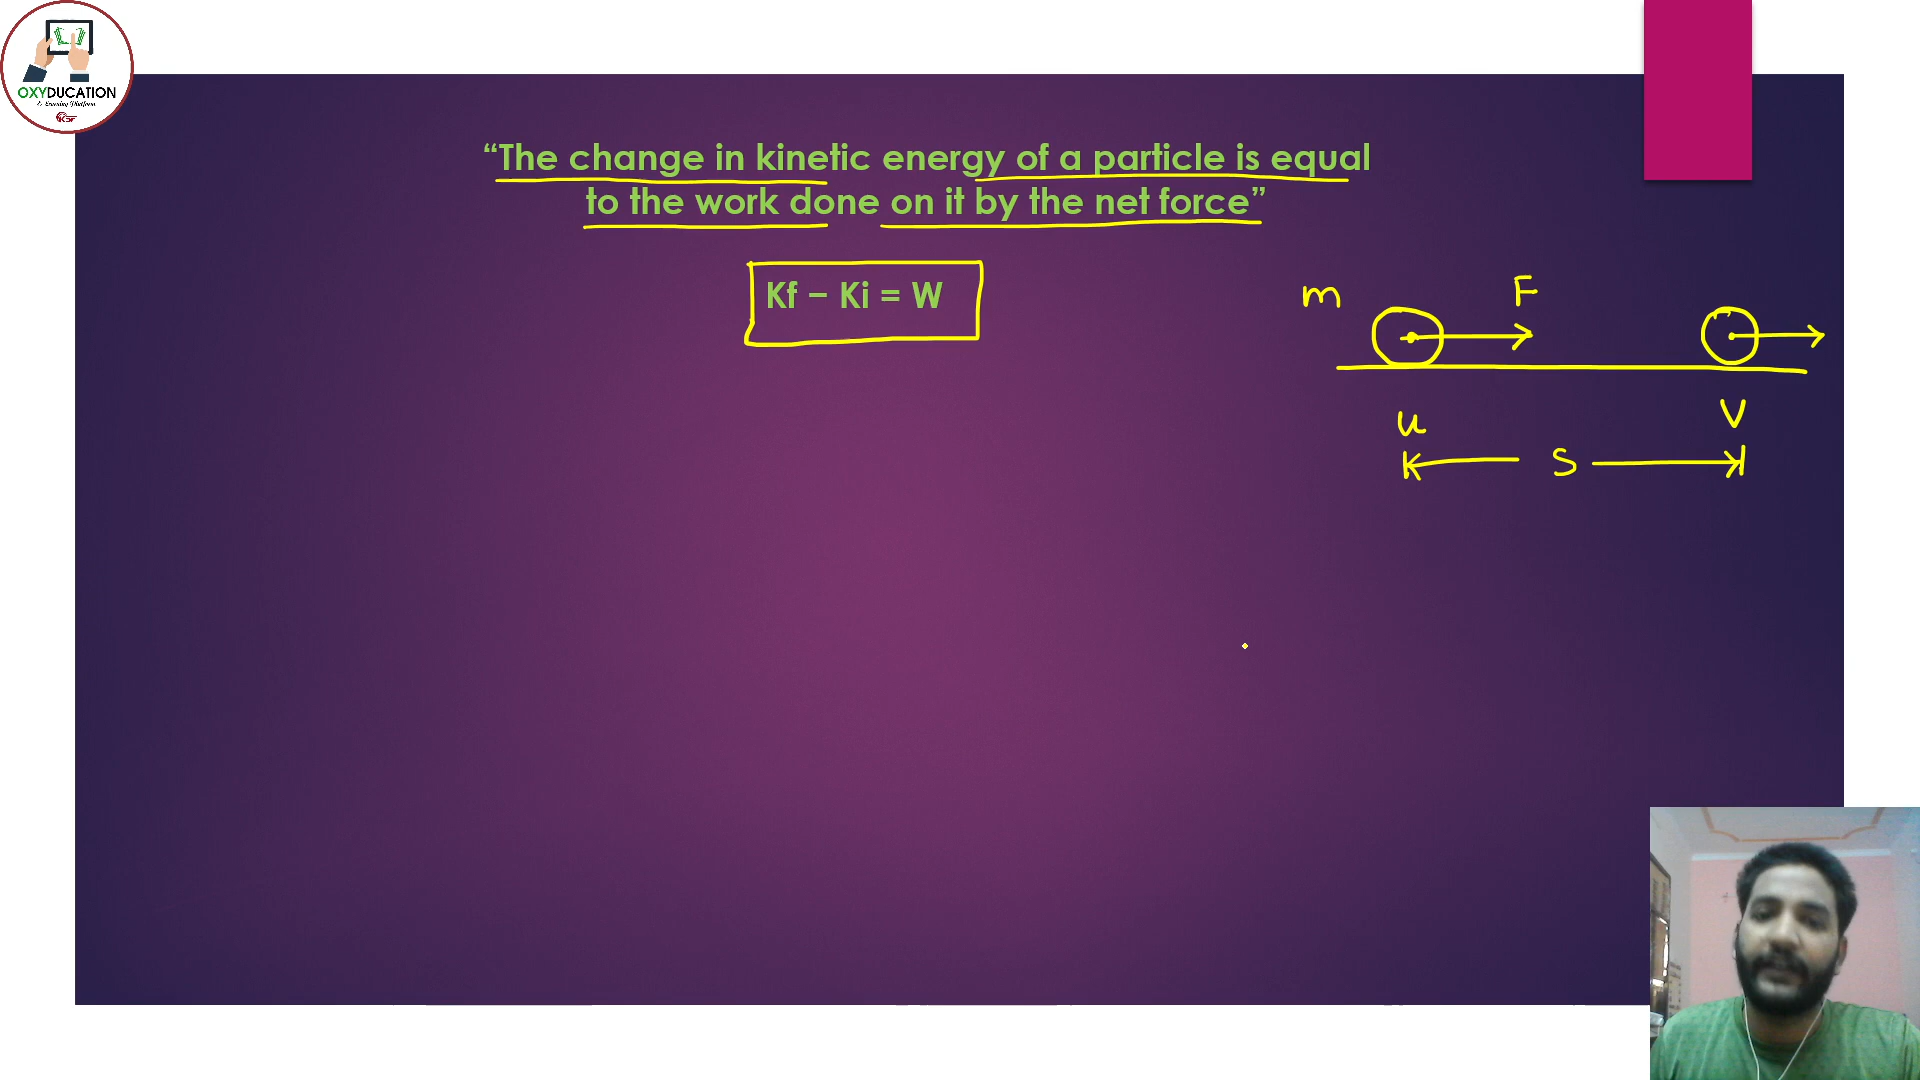 OXYDUCATION
“The change in kinetic energy of a particle is equal
to the work done on it by the net force”
Kf – Ki = W
m
F
u
V
S